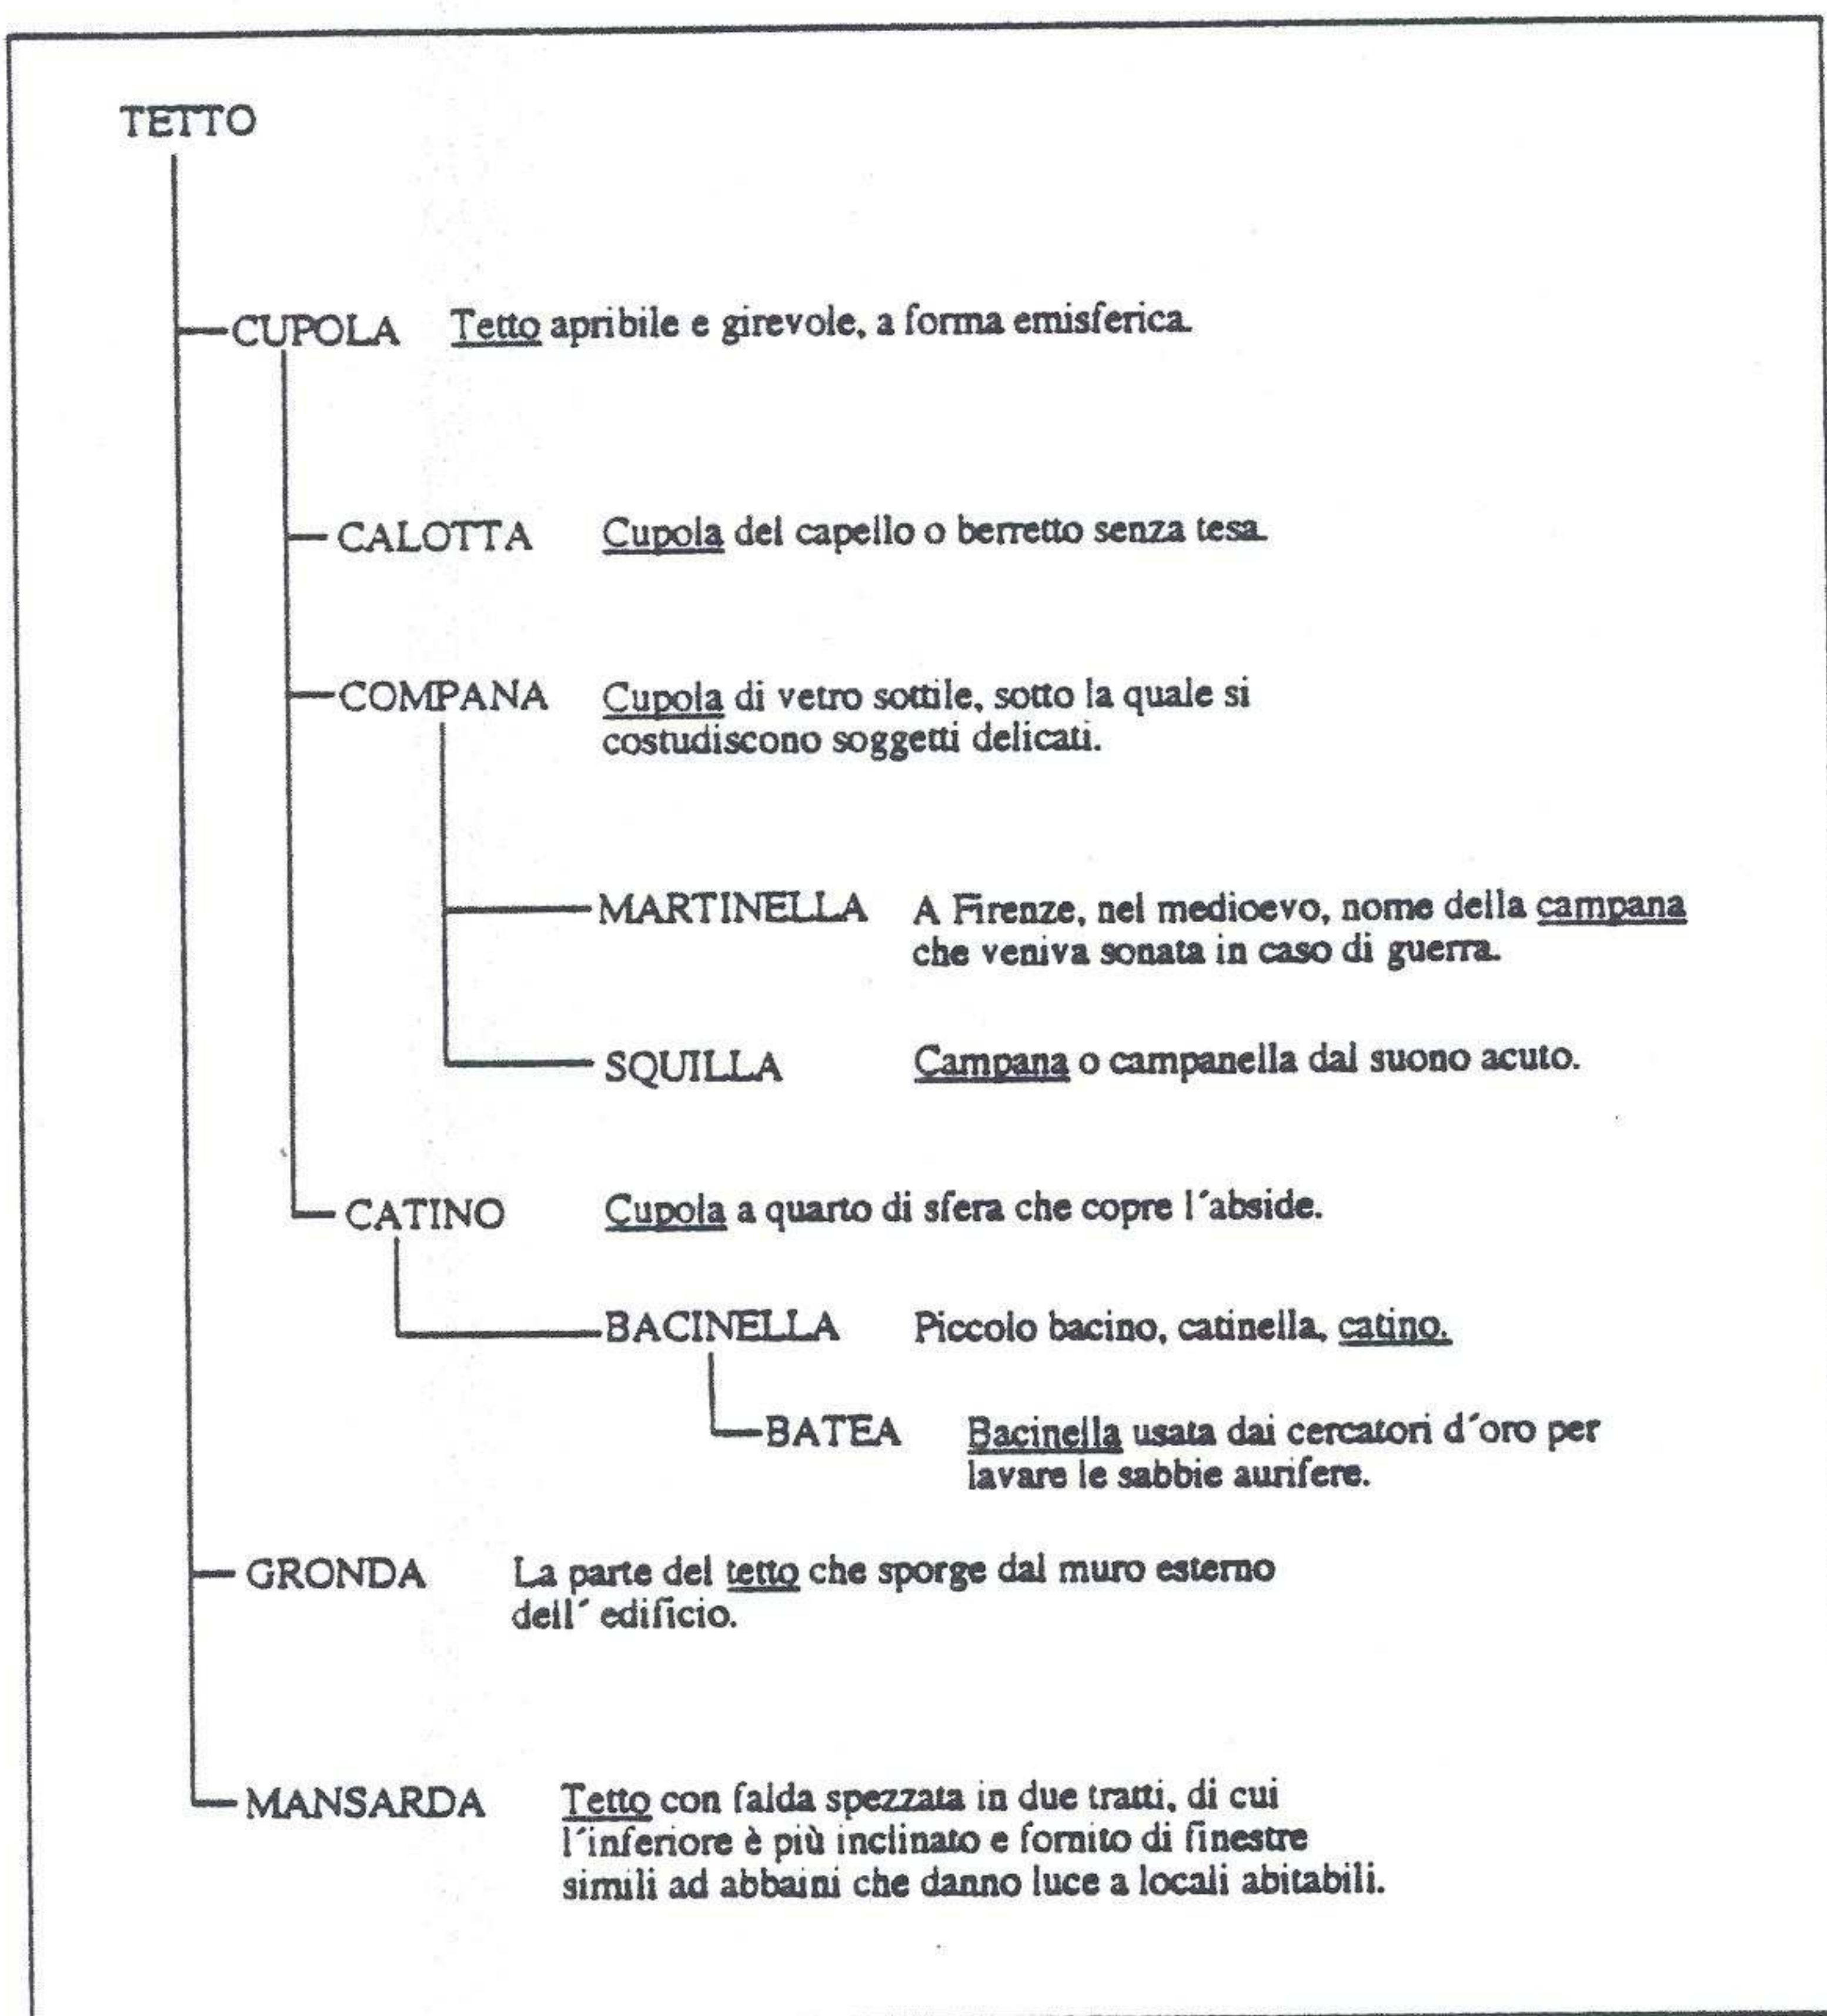 TETTO
CUPOLA Tetto apribile e girevole, a forma emisferica.
CALOTTA Cupola del capello o berretto senza tesa.
COMPANA Cupola di vetro sottile, sotto la quale si
costudiscono soggetti delicati.
MARTINELLA A Firenze, nel medioevo, nome della campana
che veniva sonata in caso di guerra.
SQUILLA Campana o campanella dal suono acuto.
CATINO Cupola a quarto di sfera che copre l´abside.
BACINELLA Piccolo bacino, catinella, catino.
BATEA Bacinella usata dai cercatori d´oro per
lavare le sabbie aurifere.
GRONDA La parte del tetto che sporge dal muro esterno
dell´ edificio.
MANSARDA Tetto con falda spezzata in due tratti, di cui
l´inferiore è più inclinato e fornito di finestre
simili ad abbaini che danno luce a locali abitabili.